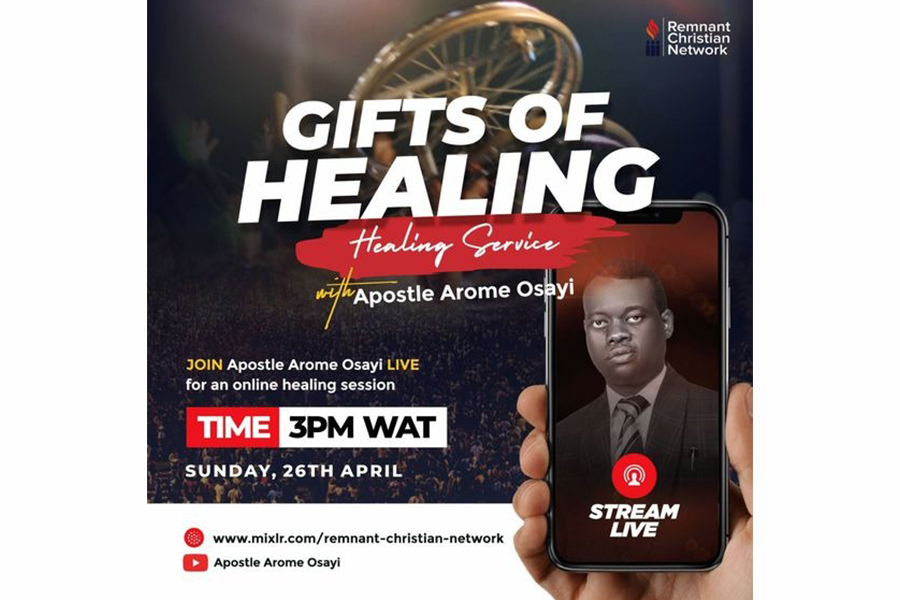 Remnant
Christian
Network
GIFTS OF
HEALING
Healing Service
with Apostle Arome Osayi
JOIN Apostle Arome Osayi LIVE
for an online healing session
TIME 3PM WAT
SUNDAY, 26TH APRIL
STREAM
LIVE
www.mixlr.com/remnant-christian-network
Apostle Arome Osayi